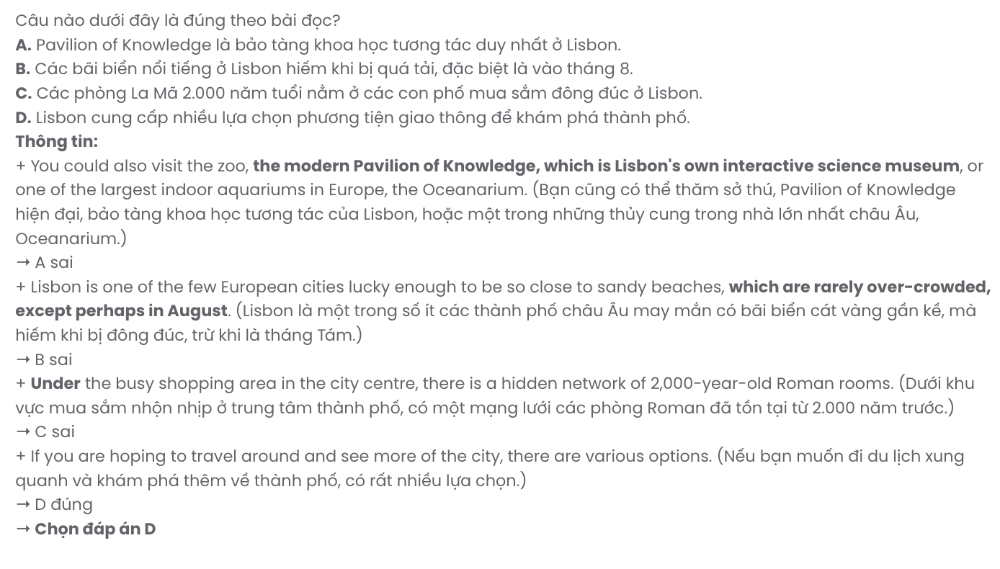 Câu nào dưới đây là đúng theo bài đọc?
A. Pavilion of Knowledge là bảo tàng khoa học tương tác duy nhất ở Lisbon.
B. Các bãi biển nổi tiếng ở Lisbon hiếm khi bị quá tải, đặc biệt là vào tháng 8.
C. Các phòng La Mã 2.000 năm tuổi nằm ở các con phố mua sắm đông đúc ở Lisbon.
D. Lisbon cung cấp nhiều lựa chọn phương tiện giao thông để khám phá thành phố.
Thông tin:
+ You could also visit the zoo, the modern Pavilion of Knowledge, which is Lisbon's own interactive science museum, or
one of the largest indoor aquariums in Europe, the Oceanarium. (Bạn cũng có thể thăm sở thú, Pavilion of Knowledge
hiện đại, bảo tàng khoa học tương tác của Lisbon, hoặc một trong những thủy cung trong nhà lớn nhất châu Âu,
Oceanarium.)
→ A sai
+ Lisbon is one of the few European cities lucky enough to be so close to sandy beaches, which are rarely over-crowded,
except perhaps in August. (Lisbon là một trong số ít các thành phố châu Âu may mắn có bãi biển cát vàng gần kề, mà
hiếm khi bị đông đúc, trừ khi là tháng Tám.)
→ B sai
+ Under the busy shopping area in the city centre, there is a hidden network of 2,000-year-old Roman rooms. (Dưới khu
vực mua sắm nhộn nhịp ở trung tâm thành phố, có một mạng lưới các phòng Roman đã tồn tại từ 2.000 năm trước.)
→ C sai
+ If you are hoping to travel around and see more of the city, there are various options. (Nếu bạn muốn đi du lịch xung
quanh và khám phá thêm về thành phố, có rất nhiều lựa chọn.)
→ D đúng
→ Chọn đáp án D